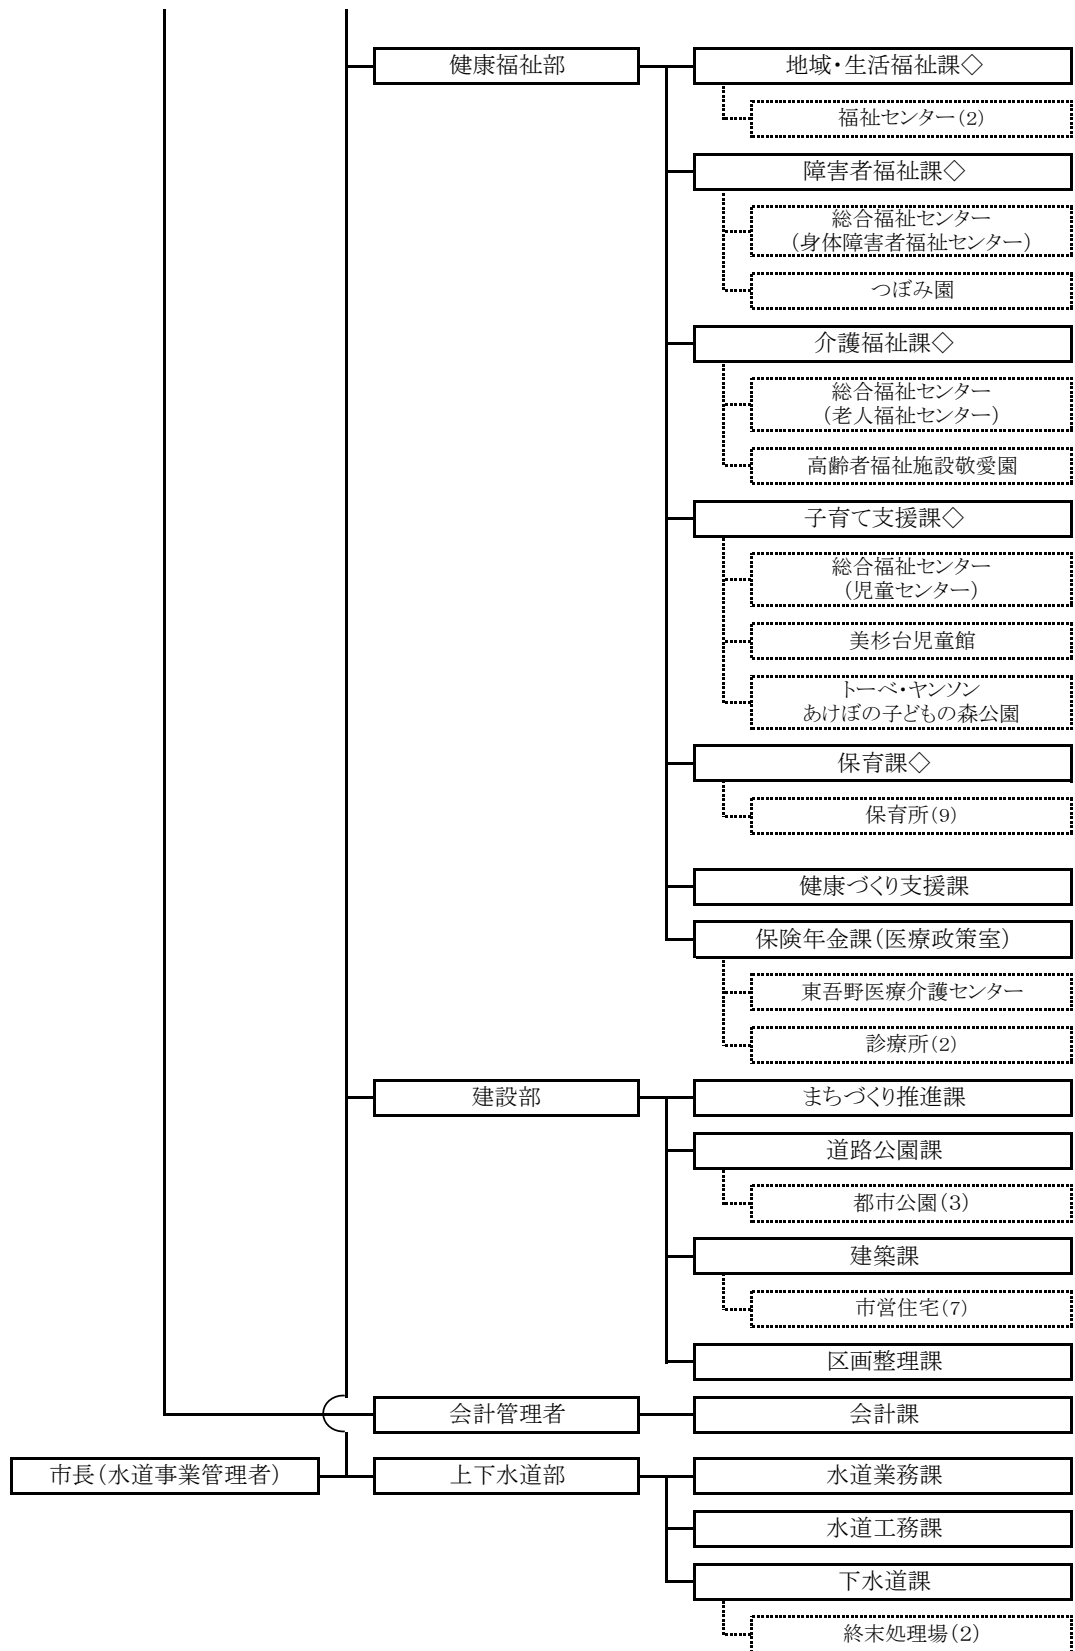 健康福祉部
地域・生活福祉課◇
福祉センター(2)
障害者福祉課◇
総合福祉センター
(身体障害者福祉センター)
つぼみ園
介護福祉課◇
総合福祉センター
(老人福祉センター)
高齢者福祉施設敬愛園
子育て支援課◇
総合福祉センター
(児童センター)
美杉台児童館
トーベ・ヤンソン
あけぼの子どもの森公園
保育課◇
保育所(9)
健康づくり支援課
保険年金課(医療政策室)
東吾野医療介護センター
診療所(2)
建設部
まちづくり推進課
道路公園課
都市公園(3)
建築課
市営住宅(7)
区画整理課
会計管理者
会計課
市長(水道事業管理者)
上下水道部
水道業務課
水道工務課
下水道課
終末処理場(2)